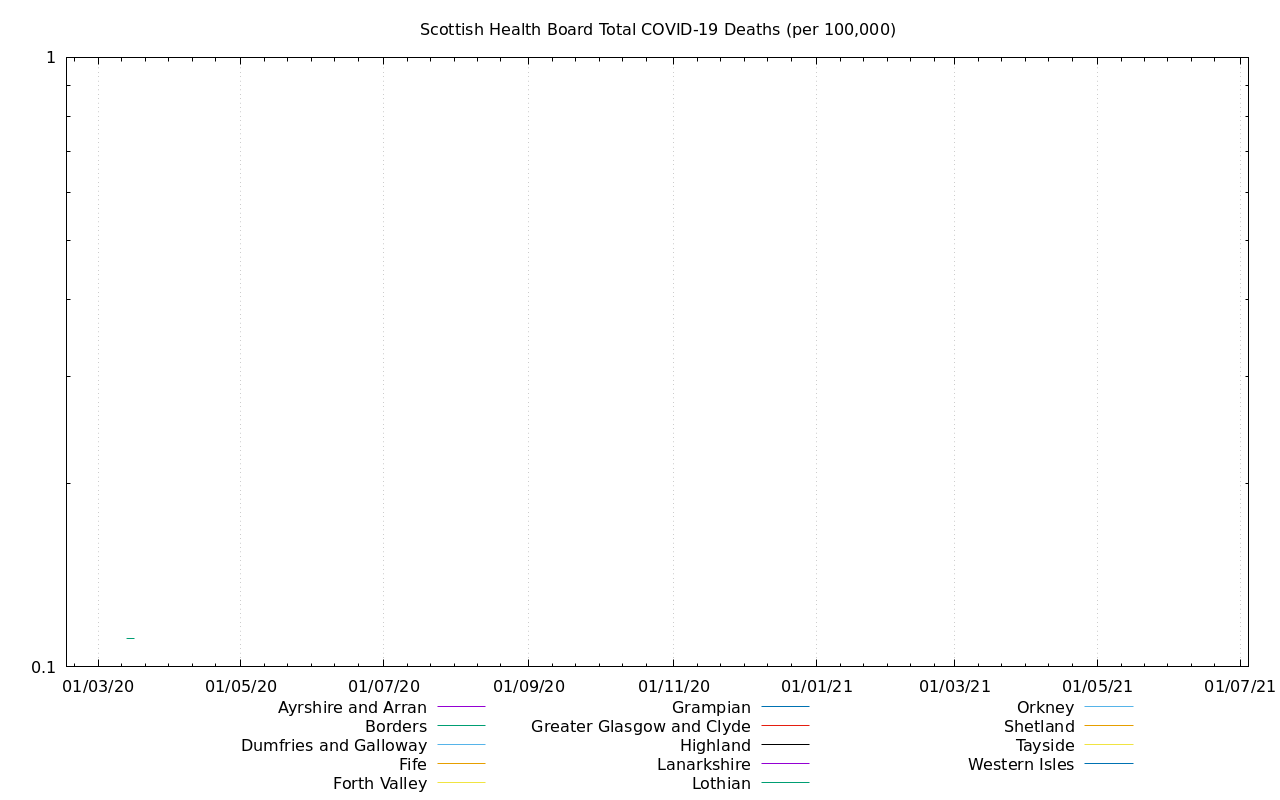 Scottish Health Board Total COVID-19 Deaths (per 100,000)
1
0.1
01/03/20 01/05/20 01/07/20 01/09/20 01/11/20 01/01/21 01/03/21 01/05/21 01/07/21
Ayrshire and Arran Grampian Orkney
Borders Greater Glasgow and Clyde Shetland
Dumfries and Galloway Highland Tayside
Fife Lanarkshire Western Isles
Forth Valley Lothian